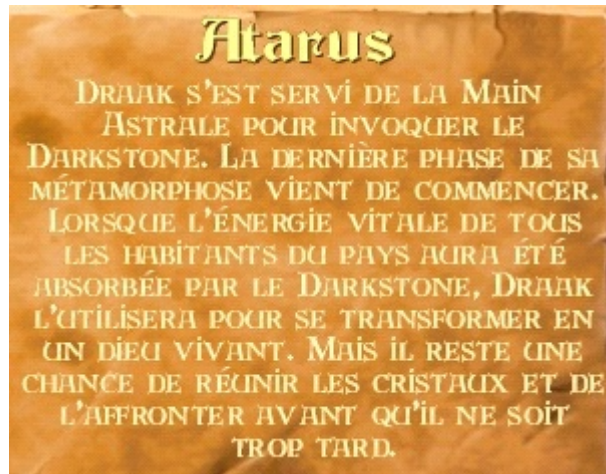 Atarus
Draak s'est servi de la Main
Astrale pour invoquer le
Darkstone. La dernière phase de sa
métamorphose vient de commencer.
Lorsque l'énergie vitale de tous
les habitants du pays aura été
absorbée par le Darkstone, Draak
l'utilisera pour se transformer en
un dieu vivant. Mais il reste une
chance de réunir les cristaux et de
l'affronter avant qu'il ne soit
trop tard.